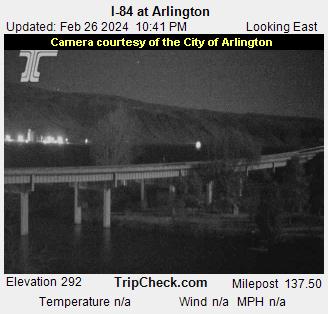 I-84 at Arlington
Updated: Feb 26 2024 10:41 PM Looking East
Camera courtesy of the City of Arlington
Elevation 292 TripCheck.com Milepost 137.50
Temperature n/a Wind n/a MPH n/a